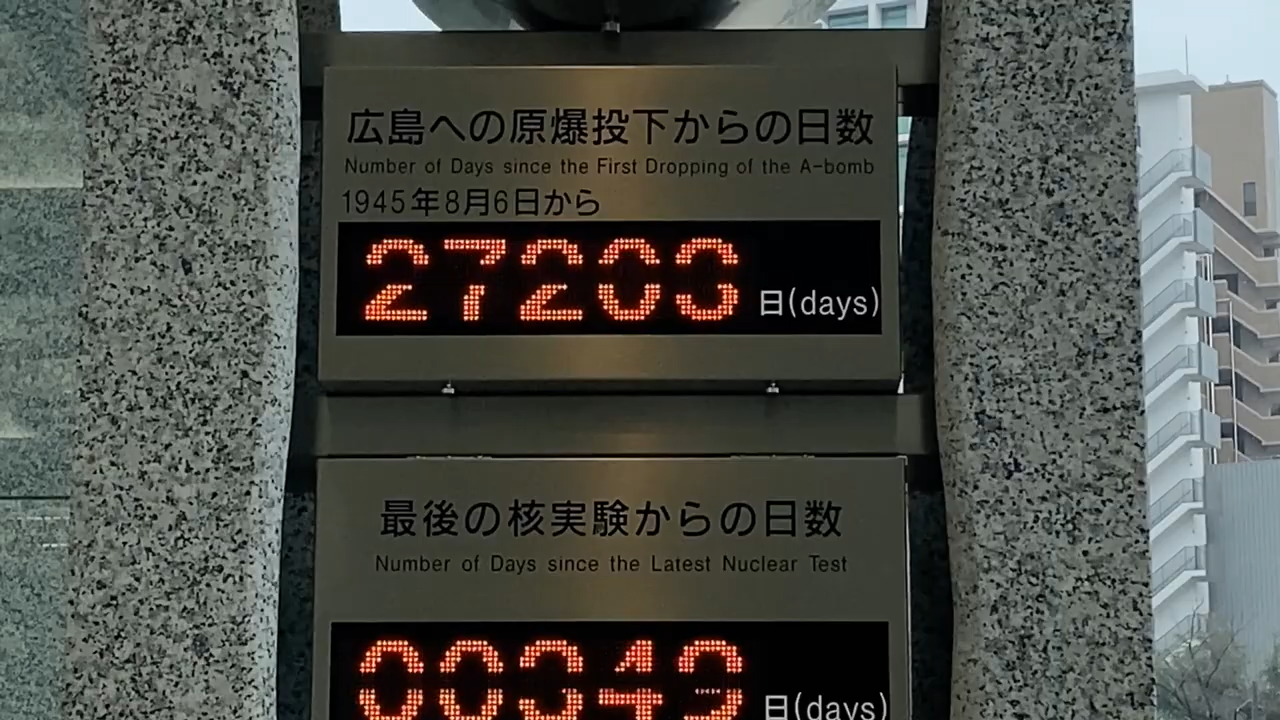 広島への原爆投下からの日数
Number of Days since the First Dropping of the A-bomb
1945年8月6日から
27203 日(days)
最後の核実験からの日数
Number of Days since the Latest Nuclear Test
00349 日(days)